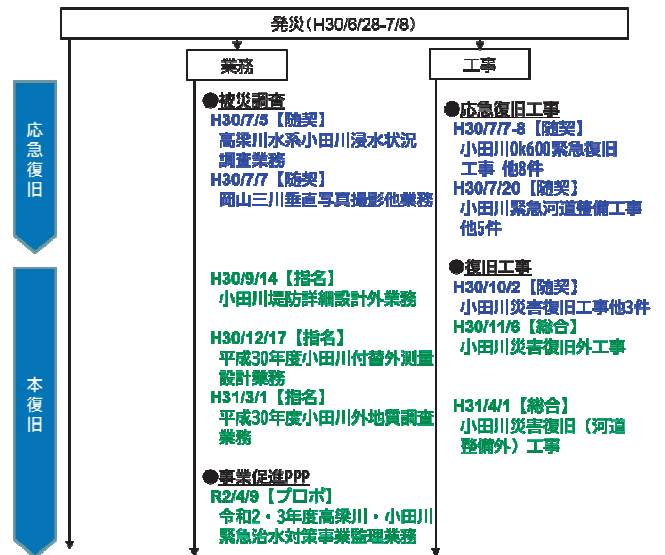 発災(H30/6/28-7/8)
業務
工事
応急復旧
本復旧
●被災調査
H30/7/5【随契】
高梁川水系小田川浸水状況
調査業務
H30/7/7【随契】
岡山三川垂直写真撮影他業務
H30/9/14【指名】
小田川堤防詳細設計外業務
H30/12/17【指名】
平成30年度小田川付替外測量
設計業務
H31/3/1【指名】
平成30年度小田川外地質調査
業務
●事業促進PPP
R2/4/9【プロポ】
令和2・3年度高梁川・小田川
緊急治水対策事業監理業務
●応急復旧工事
H30/7/7-8【随契】
小田川0k600緊急復旧
工事 他8件
H30/7/20【随契】
小田川緊急河道整備工事
他5件
●復旧工事
H30/10/2【随契】
小田川災害復旧工事他3件
H30/11/6【総合】
小田川災害復旧外工事
H31/4/1【総合】
小田川災害復旧（河道
整備外）工事